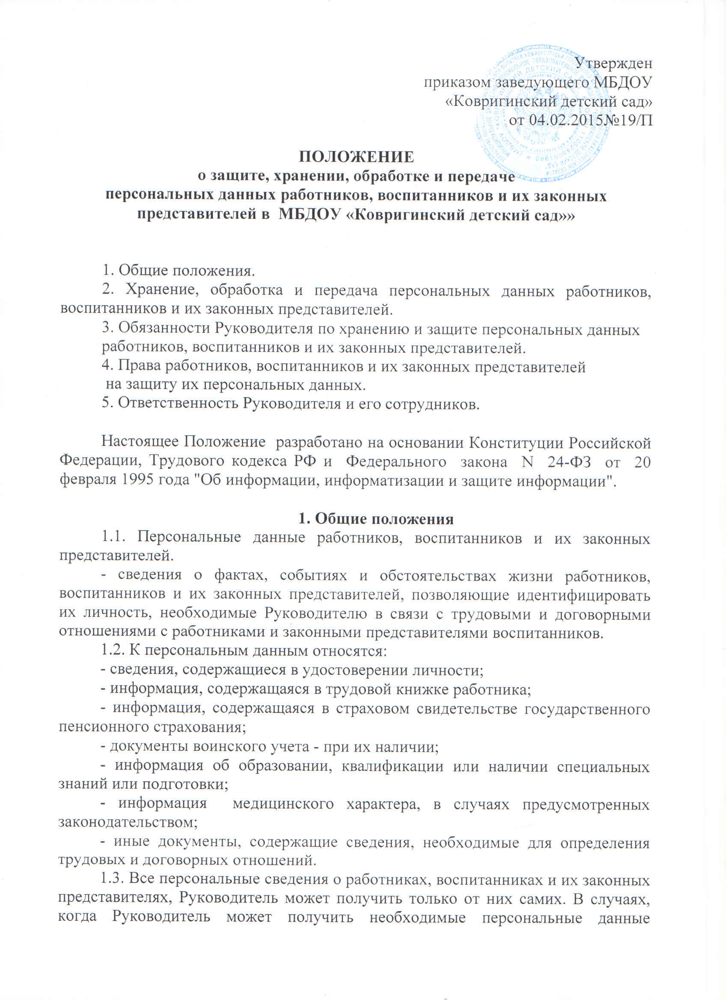 Утвержден
приказом заведующего МБДОУ
«Ковригинский детский сад»
от 04.02.2015№19/П
ПОЛОЖЕНИЕ
о защите, хранении, обработке и передаче
персональных данных работников, воспитанников и их законных
представителей в МБДОУ «Ковригинский детский сад»»
1. Общие положения.
2. Хранение, обработка и передача персональных данных работников,
воспитанников и их законных представителей.
3. Обязанности Руководителя по хранению и защите персональных данных
работников, воспитанников и их законных представителей.
4. Права работников, воспитанников и их законных представителей
на защиту их персональных данных.
5. Ответственность Руководителя и его сотрудников.
Настоящее Положение разработано на основании Конституции Российской
Федерации, Трудового кодекса РФ и Федерального закона N 24-ФЗ от 20
февраля 1995 года "Об информации, информатизации и защите информации".
1. Общие положения
1.1. Персональные данные работников, воспитанников и их законных
представителей.
- сведения о фактах, событиях и обстоятельствах жизни работников,
воспитанников и их законных представителей, позволяющие идентифицировать
их личность, необходимые Руководителю в связи с трудовыми и договорными
отношениями с работниками и законными представителями воспитанников.
1.2. К персональным данным относятся:
- сведения, содержащиеся в удостоверении личности;
- информация, содержащаяся в трудовой книжке работника;
- информация, содержащаяся в страховом свидетельстве государственного
пенсионного страхования;
- документы воинского учета - при их наличии;
- информация об образовании, квалификации или наличии специальных
знаний или подготовки;
- информация медицинского характера, в случаях предусмотренных
законодательством;
- иные документы, содержащие сведения, необходимые для определения
трудовых и договорных отношений.
1.3. Все персональные сведения о работниках, воспитанниках и их законных
представителях, Руководитель может получить только от них самих. В случаях,
когда Руководитель может получить необходимые персональные данные